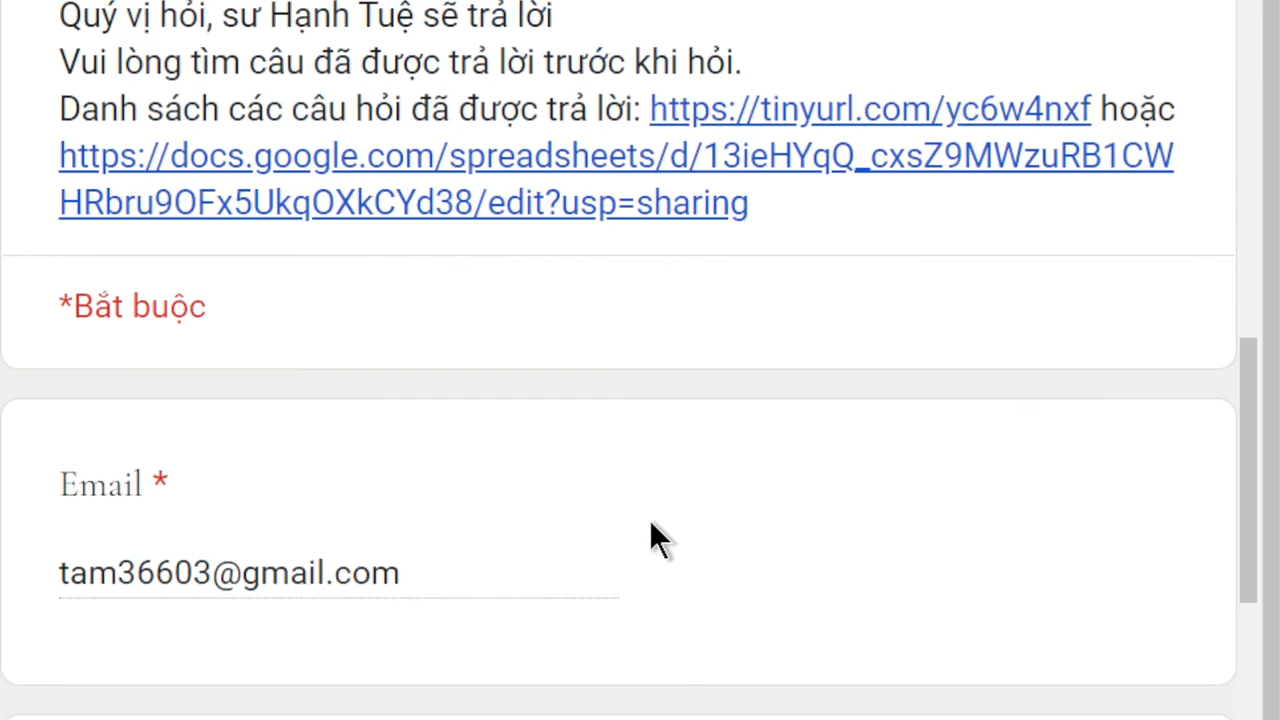 Quý vị hỏi, sư Hạnh Tuệ sẽ trả lời
Vui lòng tìm câu đã được trả lời trước khi hỏi.
Danh sách các câu hỏi đã được trả lời: https://tinyurl.com/yc6w4nxf hoặc
https://docs.google.com/spreadsheets/d/13ieHYqQ_cxsZ9MWzuRB1CW
HRbru9OFx5UkqOXkCYd38/edit?usp=sharing
*Bắt buộc
Email *
tam36603@gmail.com